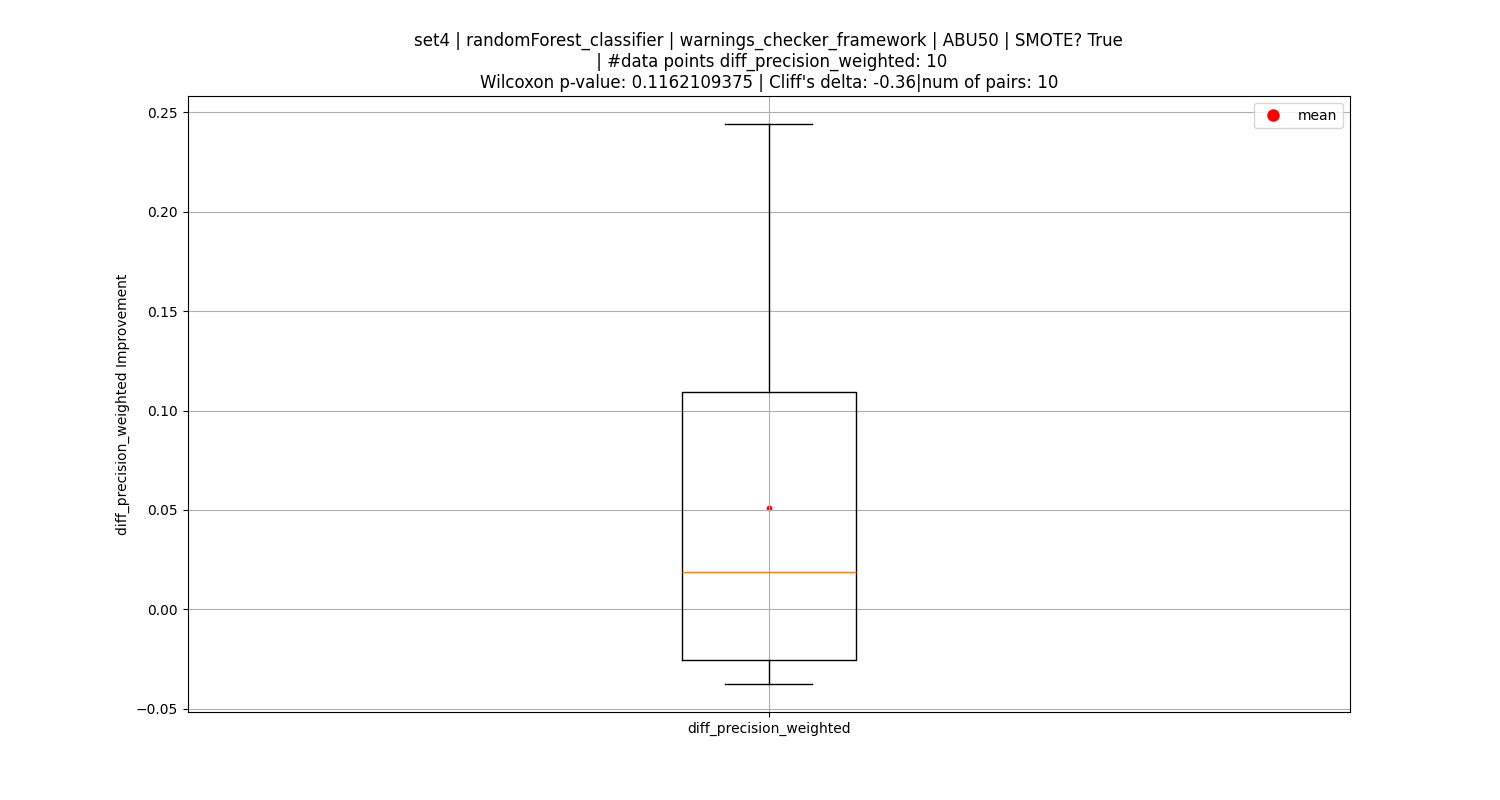 set4 | randomForest_classifier | warnings_checker_framework | ABU50 | SMOTE? True
| #data points diff_precision_weighted: 10
Wilcoxon p-value: 0.1162109375 | Cliff's delta: -0.36|num of pairs: 10
mean
0.25
0.20
0.15
0.10
0.05
0.00
−0.05
diff_precision_weighted Improvement
diff_precision_weighted